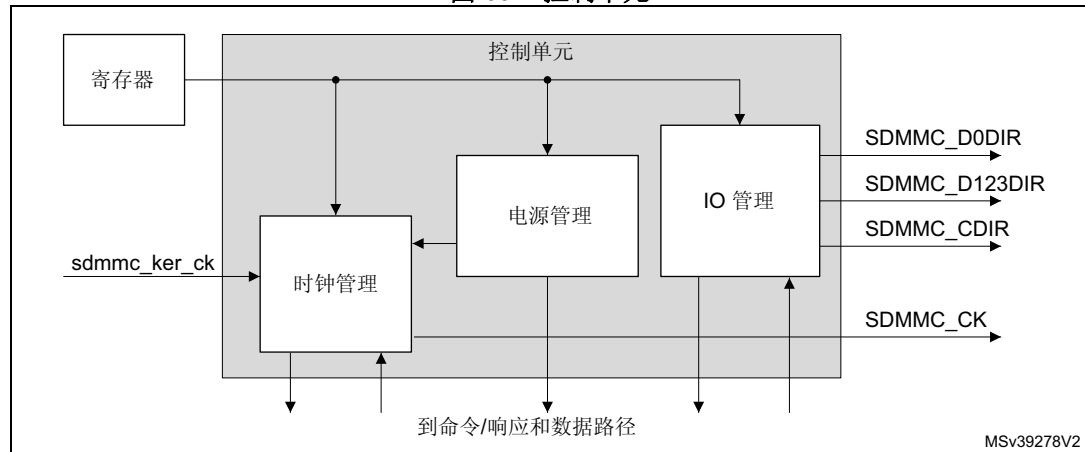 控制单元
寄存器
SDMMC_D0DIR
SDMMC_D123DIR
电源管理
IO 管理
SDMMC_CDIR
sdmmc_ker_ck
时钟管理
SDMMC_CK
到命令/响应和数据路径
MSv39278V2